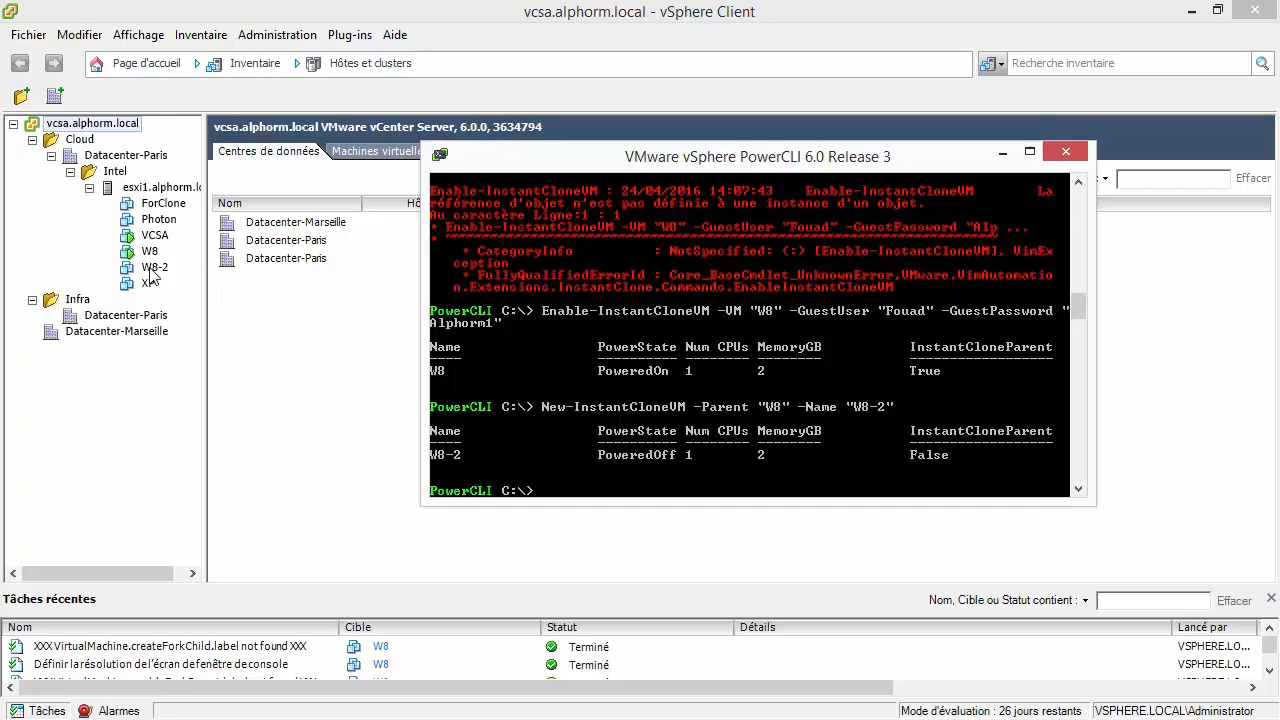 vcsa.alphorm.local - vSphere Client
Fichier Modifier Affichage Inventaire Administration Plug-ins Aide
Page d'accueil Inventaire Hôtes et clusters Recherche inventaire
vcsa.alphorm.local
Cloud
Datacenter-Paris
Intel
esxi1.alphorm.lo
ForClone
Photon
VCSA
W8
W8-2
Infra
Datacenter-Paris
Datacenter-Marseille
vcsa.alphorm.local VMware vCenter Server, 6.0.0, 3634794
Centres de données Machines virtuelle
Effacer
Nom Hô
Datacenter-Marseille
Datacenter-Paris
Datacenter-Paris
VMware vSphere PowerCLI 6.0 Release 3
Enable-InstantCloneVM : 24/04/2016 14:07:43 Enable-InstantCloneVM La
référence d'objet n'est pas définie à une instance d'un objet.
Au caractère Ligne:1 : 1
+ Enable-InstantCloneVM -VM "W8" -GuestUser "Fouad" -GuestPassword "Alp ...
+ ~~~~~~~~~~~~~~~~~~~~~~~~~~~~~~~~~~~~~~~~~~~~~~~~~~~~~~~~~~~~~~~~~~~~~
+ CategoryInfo : NotSpecified: (:) [Enable-InstantCloneVM], VimEx
ception
+ FullyQualifiedErrorId : Core_BaseCmdlet_UnknownError,VMware.VimAutomatio
n.Extensions.InstantClone.Commands.EnableInstantCloneVM
PowerCLI C:\> Enable-InstantCloneVM -VM "W8" -GuestUser "Fouad" -GuestPassword "
Alphorm1"
Name PowerState Num CPUs MemoryGB InstantCloneParent
---- ---------- -------- -------- ------------------
W8 PoweredOn 1 2 True
PowerCLI C:\> New-InstantCloneVM -Parent "W8" -Name "W8-2"
Name PowerState Num CPUs MemoryGB InstantCloneParent
---- ---------- -------- -------- ------------------
W8-2 PoweredOff 1 2 False
PowerCLI C:\>
Tâches récentes Nom, Cible ou Statut contient : Effacer
Nom Cible Statut Détails Lancé par
XXX VirtualMachine.createForkChild.label not found XXX W8 Terminé VSPHERE.LO...
Définir la résolution de l'écran de fenêtre de console W8 Terminé VSPHERE.LO...
Tâches Alarmes Mode d'évaluation : 26 jours restants VSPHERE.LOCAL\Administrator